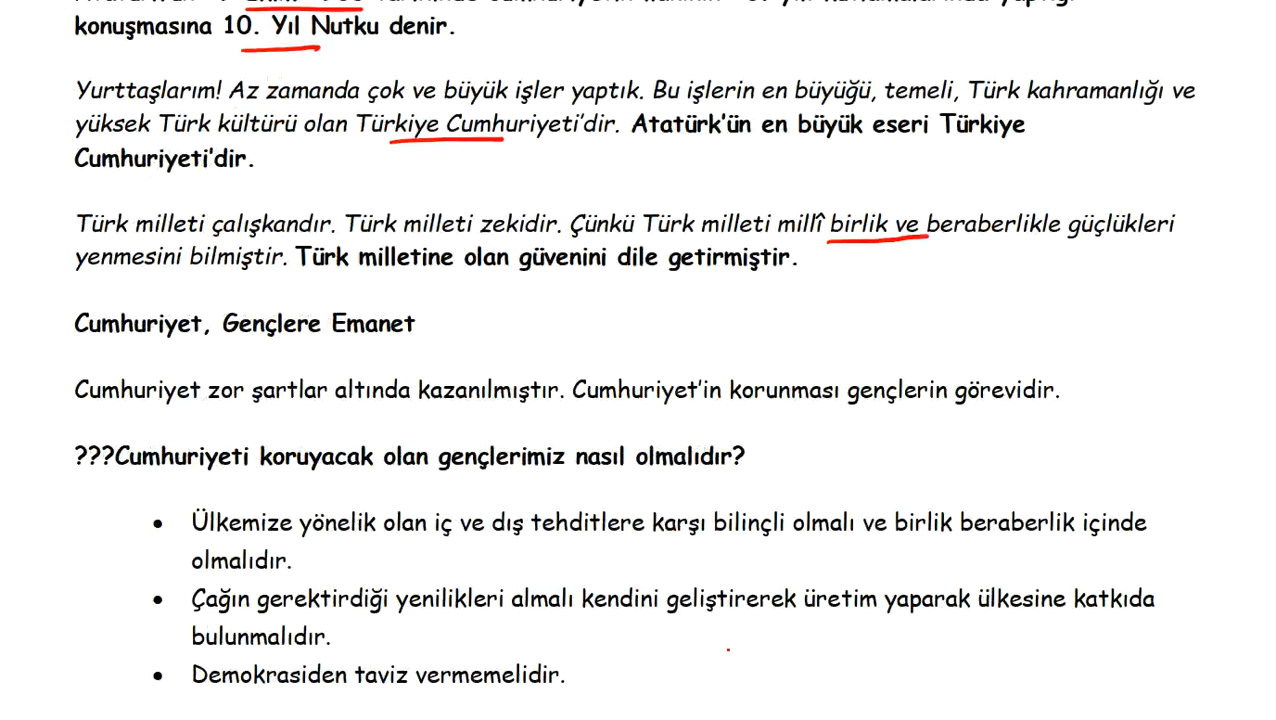 konuşmasına 10. Yıl Nutku denir.
Yurttaşlarım! Az zamanda çok ve büyük işler yaptık. Bu işlerin en büyüğü, temeli, Türk kahramanlığı ve
yüksek Türk kültürü olan Türkiye Cumhuriyeti’dir. Atatürk’ün en büyük eseri Türkiye
Cumhuriyeti’dir.
Türk milleti çalışkandır. Türk milleti zekidir. Çünkü Türk milleti millî birlik ve beraberlikle güçlükleri
yenmesini bilmiştir. Türk milletine olan güvenini dile getirmiştir.
Cumhuriyet, Gençlere Emanet
Cumhuriyet zor şartlar altında kazanılmıştır. Cumhuriyet’in korunması gençlerin görevidir.
???Cumhuriyeti koruyacak olan gençlerimiz nasıl olmalıdır?
• Ülkemize yönelik olan iç ve dış tehditlere karşı bilinçli olmalı ve birlik beraberlik içinde
olmalıdır.
• Çağın gerektirdiği yenilikleri almalı kendini geliştirerek üretim yaparak ülkesine katkıda
bulunmalıdır.
• Demokrasiden taviz vermemelidir.